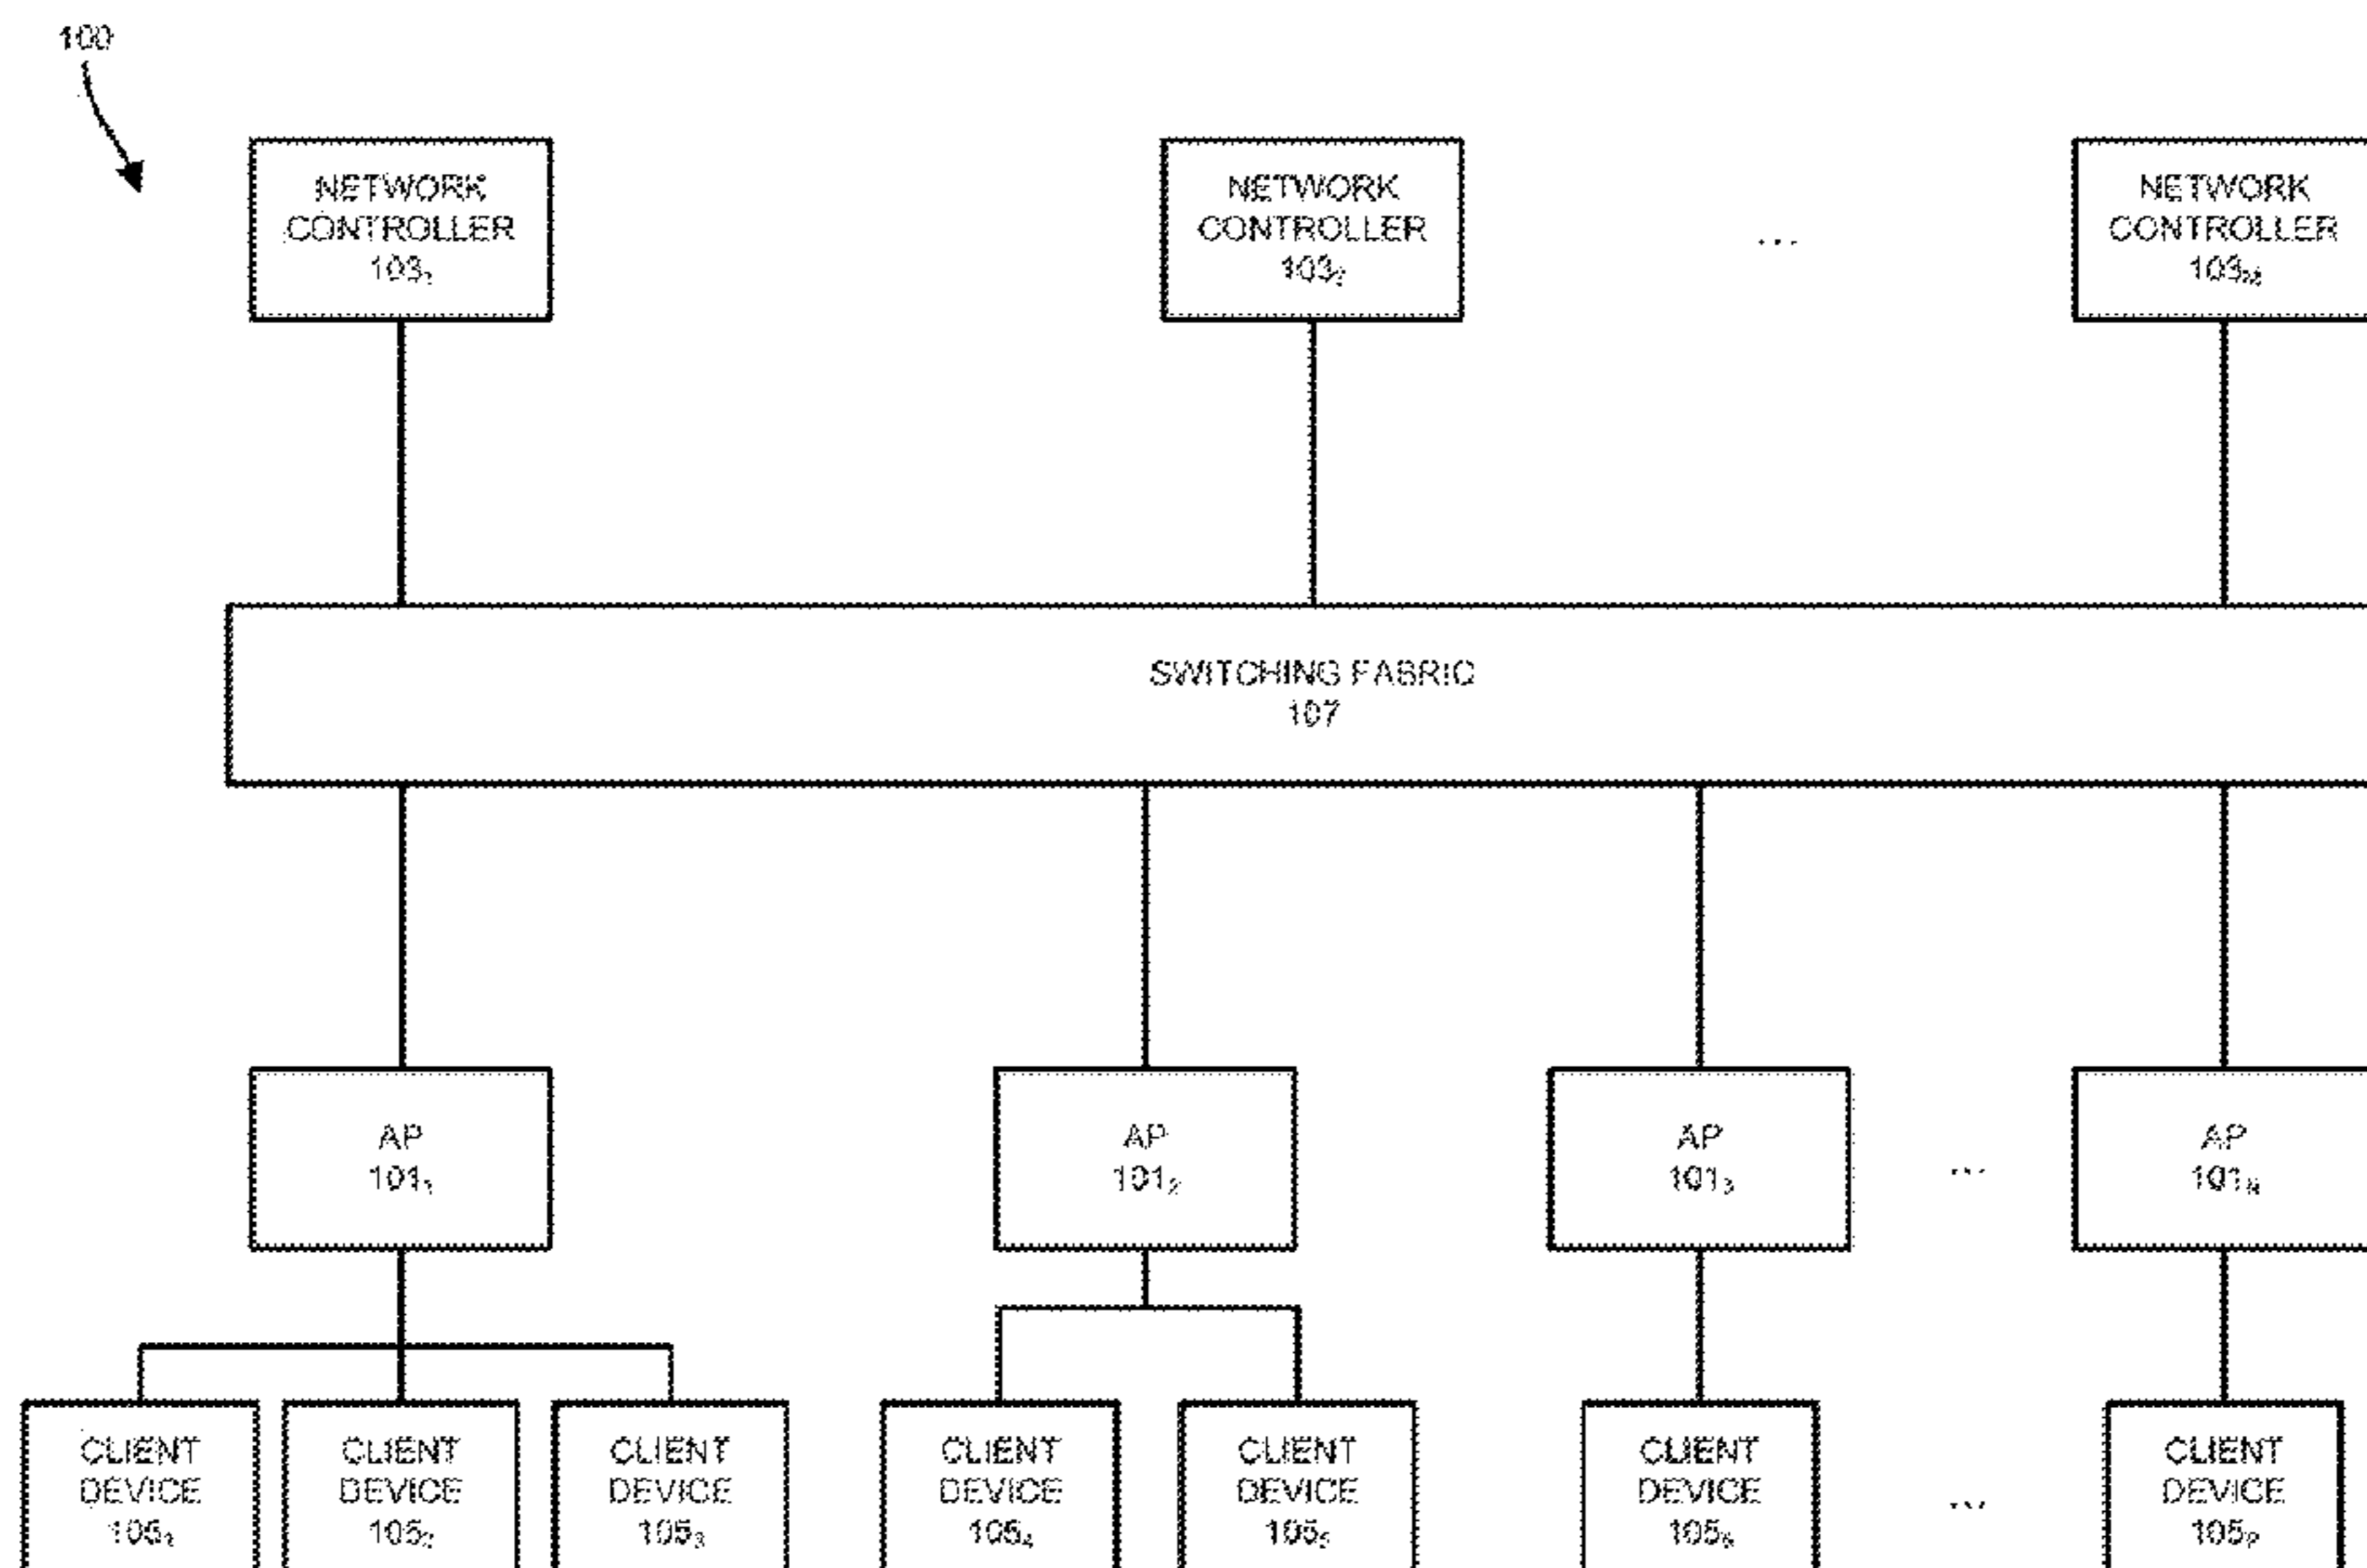 100
NETWORK
CONTROLLER
103₁
NETWORK
CONTROLLER
103₂
...
NETWORK
CONTROLLER
103M
SWITCHING FABRIC
107
AP
101₁
AP
101₂
AP
101₃
...
AP
101N
CLIENT
DEVICE
105₁
CLIENT
DEVICE
105₂
CLIENT
DEVICE
105₃
CLIENT
DEVICE
105₄
CLIENT
DEVICE
105₅
CLIENT
DEVICE
105₆
...
CLIENT
DEVICE
105P